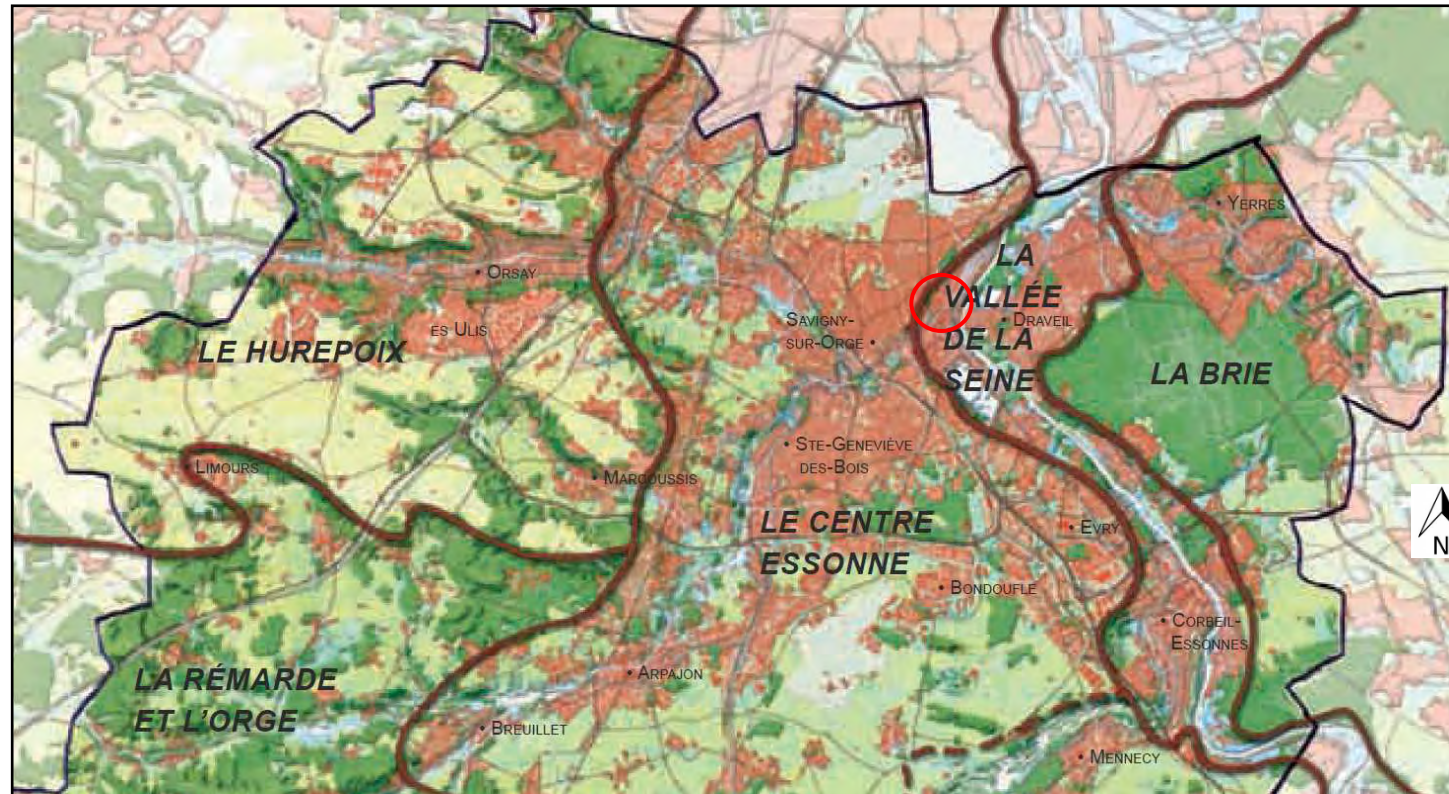 Yerres
LA
VALLÉE
DE LA
SEINE
Orsay
Draveil
Savigny-
sur-Orge
es Ulis
LE HUREPOIX
LA BRIE
Ste-Geneviève
des-Bois
Limours
Marcoussis
LE CENTRE
ESSONNE
Evry
N
Bondoufle
Corbeil-
Essonnes
LA RÉMARDE
ET L'ORGE
Arpajon
Breuillet
Mennecy